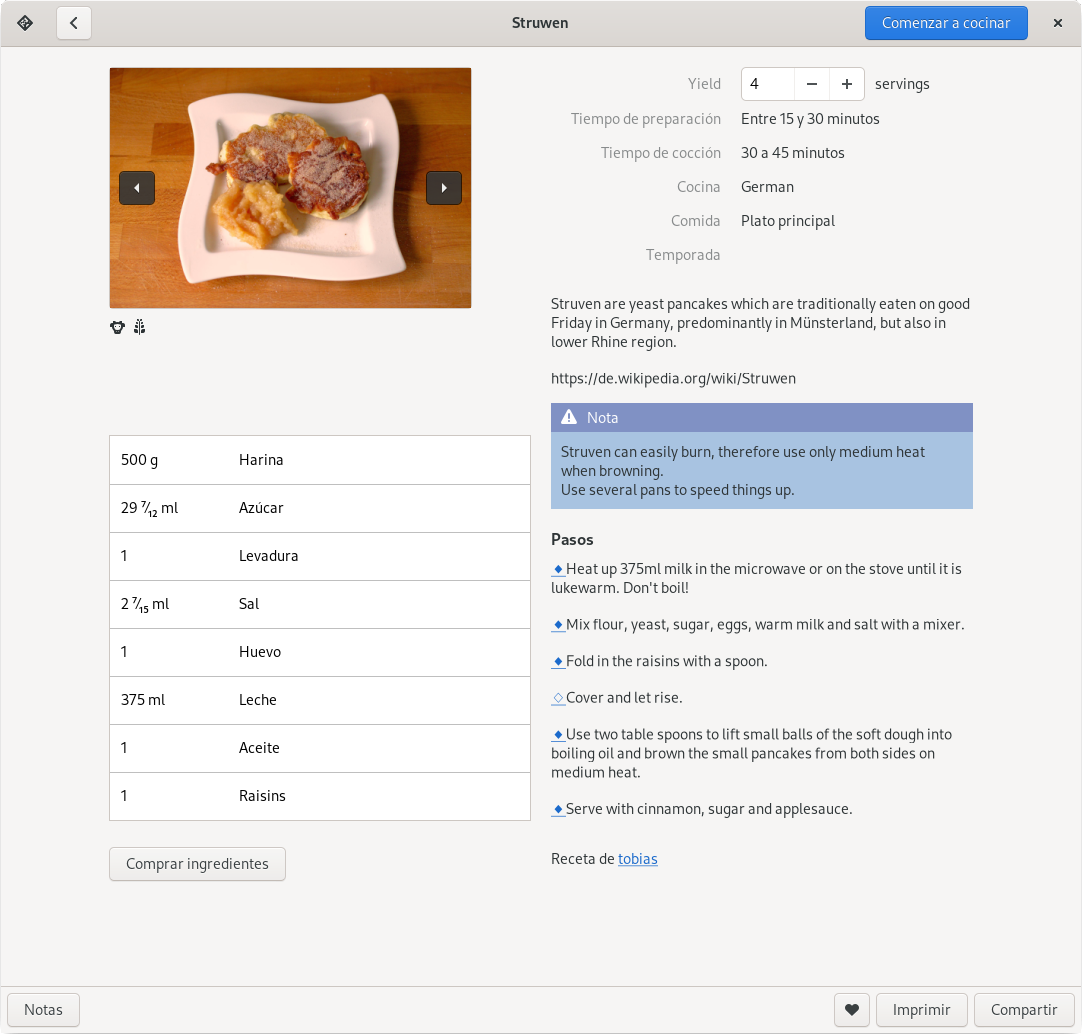 Struwen
Comenzar a cocinar
Yield 4 − + servings
Tiempo de preparación Entre 15 y 30 minutos
Tiempo de cocción 30 a 45 minutos
Cocina German
Comida Plato principal
Temporada
Struven are yeast pancakes which are traditionally eaten on good
Friday in Germany, predominantly in Münsterland, but also in
lower Rhine region.
https://de.wikipedia.org/wiki/Struwen
Nota
Struven can easily burn, therefore use only medium heat
when browning.
Use several pans to speed things up.
500 g Harina
29 ⁷⁄₁₂ ml Azúcar
1 Levadura
2 ⁷⁄₁₅ ml Sal
1 Huevo
375 ml Leche
1 Aceite
1 Raisins
Comprar ingredientes
Pasos
Heat up 375ml milk in the microwave or on the stove until it is
lukewarm. Don't boil!
Mix flour, yeast, sugar, eggs, warm milk and salt with a mixer.
Fold in the raisins with a spoon.
Cover and let rise.
Use two table spoons to lift small balls of the soft dough into
boiling oil and brown the small pancakes from both sides on
medium heat.
Serve with cinnamon, sugar and applesauce.
Receta de tobias
Notas
Imprimir
Compartir